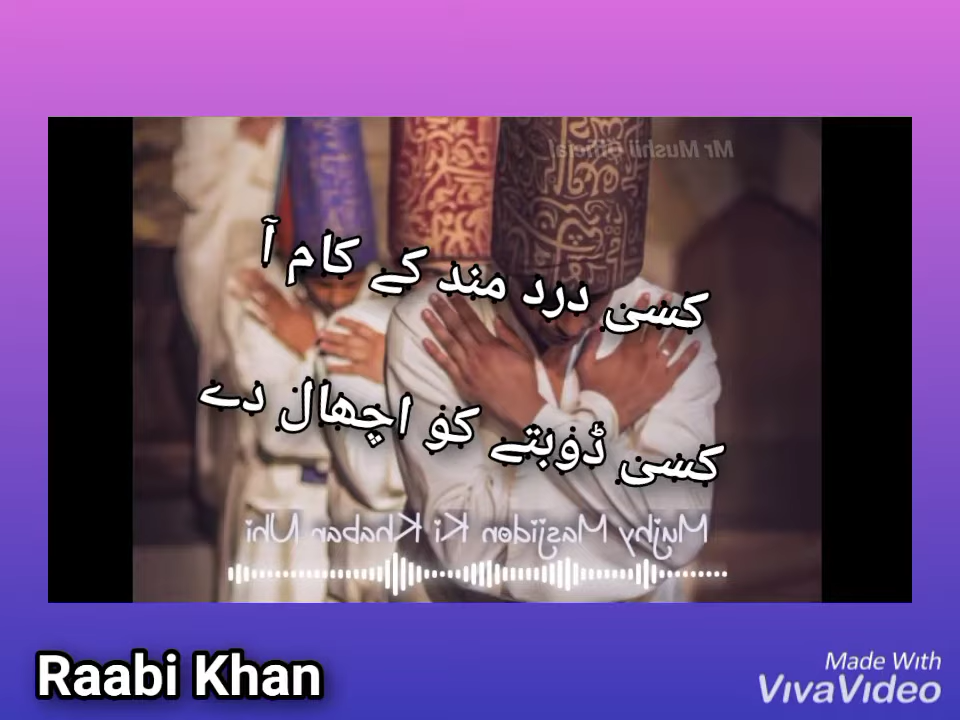 Mr Mushii Official
کسی درد مند کے کام آ
کسی ڈوبتے کو اچھال دے
Mujhy Masjidon Ki Khabar Nhi
Raabi Khan
Made With
VivaVideo